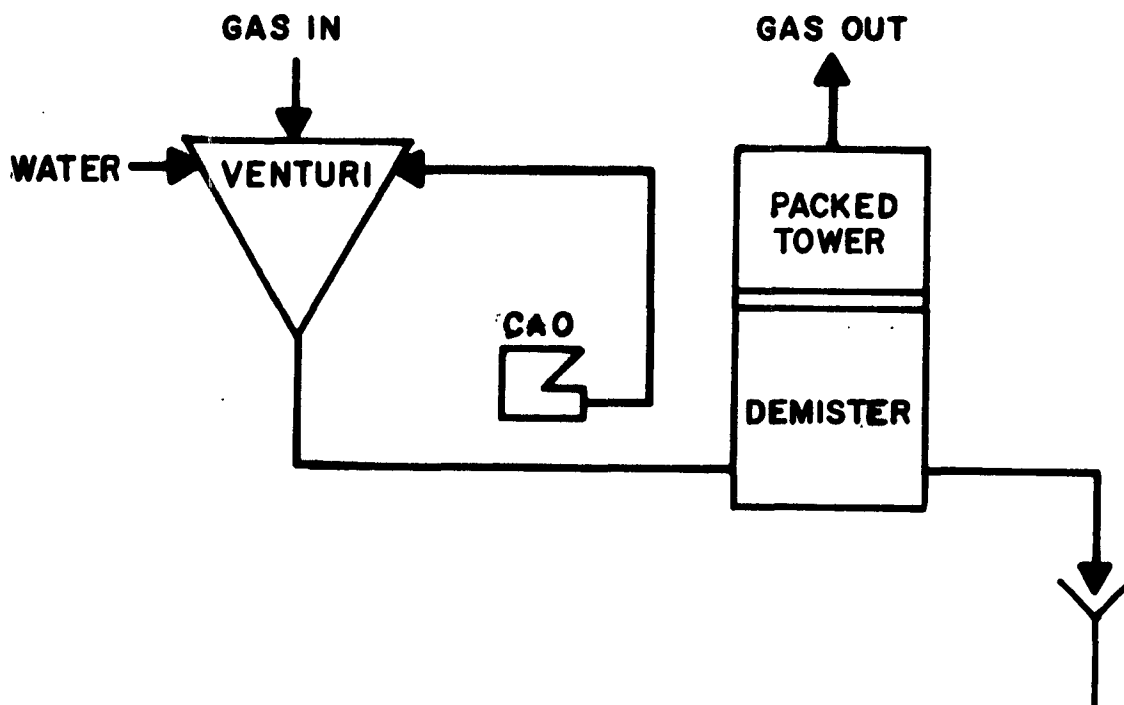 GAS IN
GAS OUT
WATER
VENTURI
PACKED
TOWER
CAO
DEMISTER